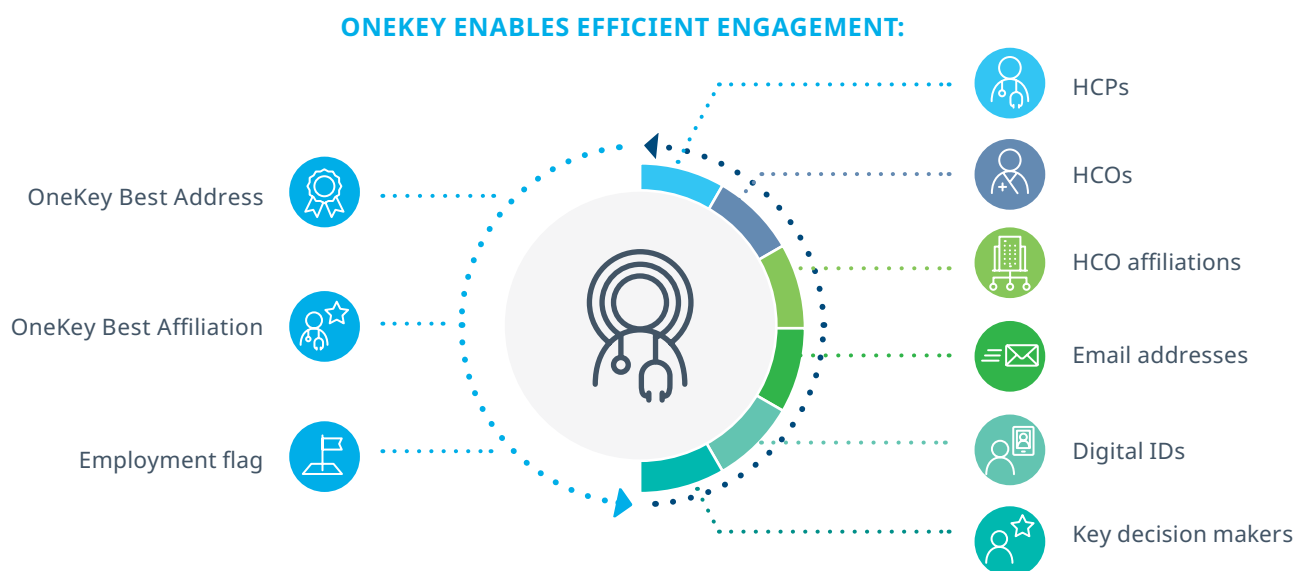 ONEKEY ENABLES EFFICIENT ENGAGEMENT:
OneKey Best Address
OneKey Best Affiliation
Employment flag
HCPs
HCOs
HCO affiliations
Email addresses
Digital IDs
Key decision makers